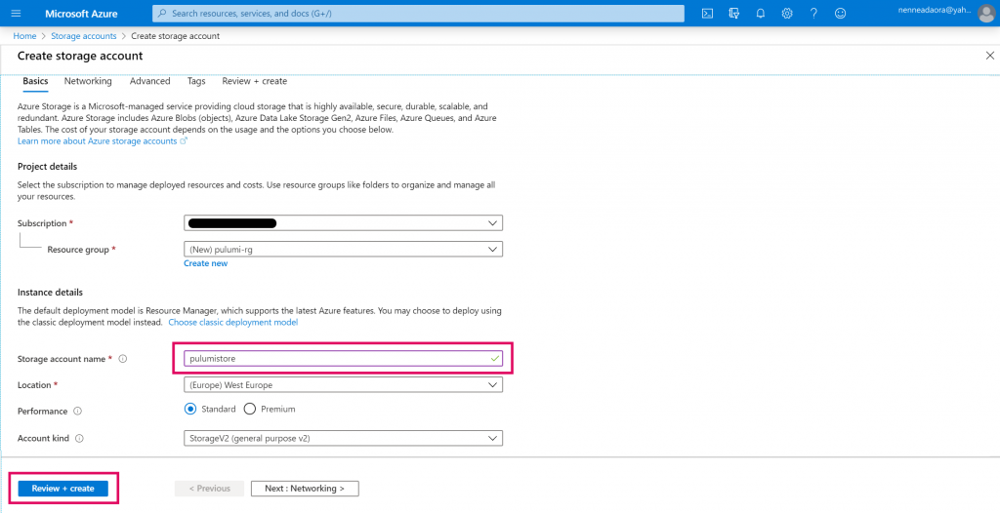 Microsoft Azure
Search resources, services, and docs (G+/)
nenneadaora@yah...
Home > Storage accounts > Create storage account
Create storage account
Basics Networking Advanced Tags Review + create
Azure Storage is a Microsoft-managed service providing cloud storage that is highly available, secure, durable, scalable, and
redundant. Azure Storage includes Azure Blobs (objects), Azure Data Lake Storage Gen2, Azure Files, Azure Queues, and Azure
Tables. The cost of your storage account depends on the usage and the options you choose below.
Learn more about Azure storage accounts
Project details
Select the subscription to manage deployed resources and costs. Use resource groups like folders to organize and manage all
your resources.
Subscription *
Resource group * (New) pulumi-rg
Create new
Instance details
The default deployment model is Resource Manager, which supports the latest Azure features. You may choose to deploy using
the classic deployment model instead. Choose classic deployment model
Storage account name * pulumistore
Location * (Europe) West Europe
Performance Standard Premium
Account kind StorageV2 (general purpose v2)
Review + create < Previous Next : Networking >